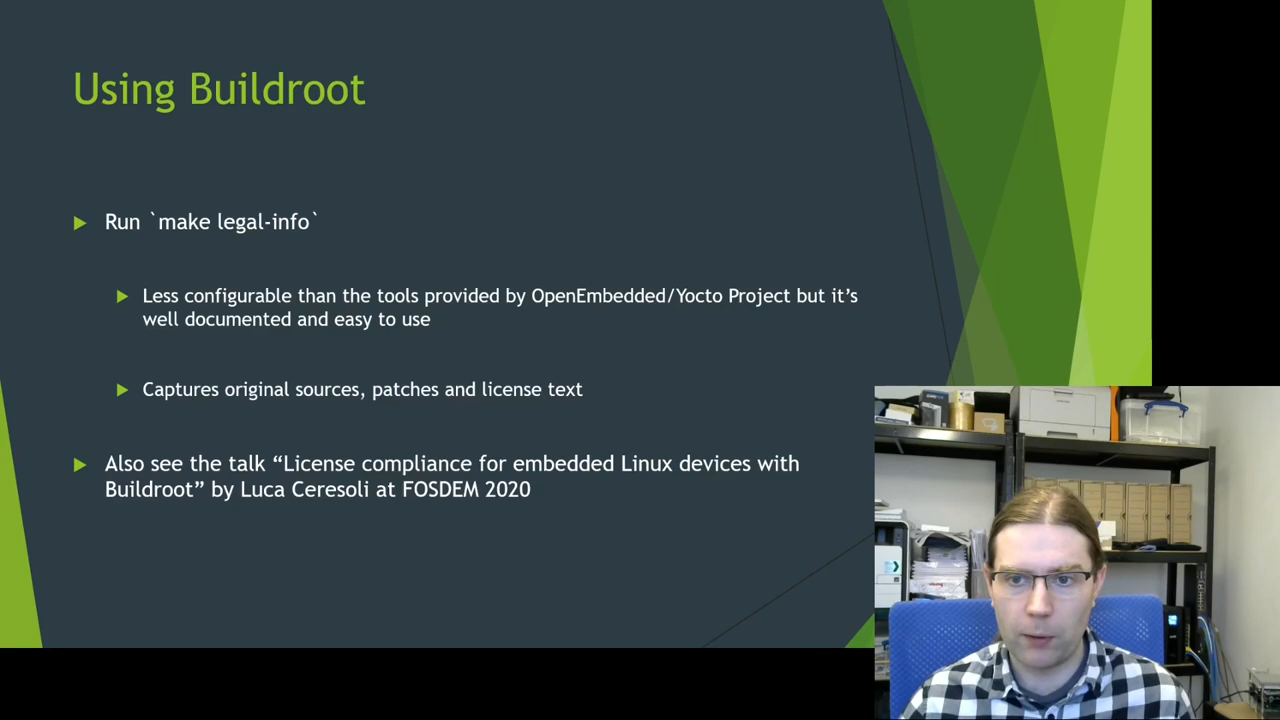 Using Buildroot
Run `make legal-info`
Less configurable than the tools provided by OpenEmbedded/Yocto Project but it’s
well documented and easy to use
Captures original sources, patches and license text
Also see the talk “License compliance for embedded Linux devices with
Buildroot” by Luca Ceresoli at FOSDEM 2020